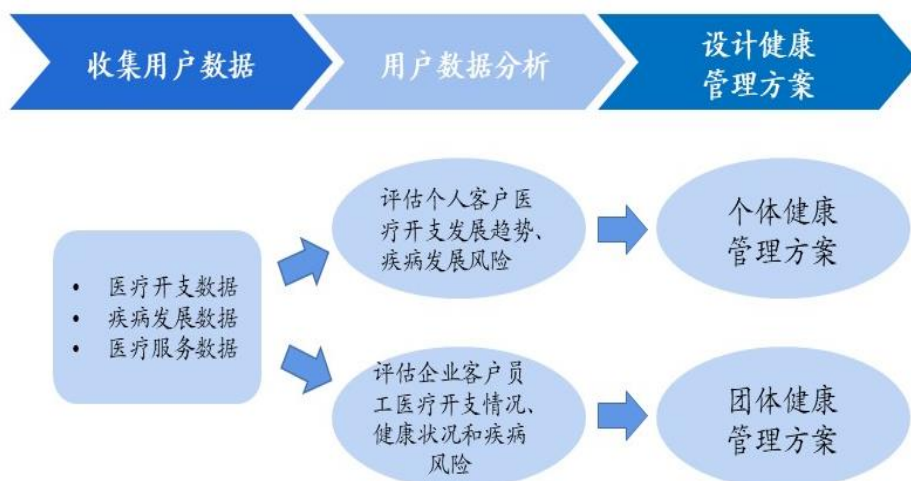 收集用户数据
用户数据分析
设计健康
管理方案
• 医疗开支数据
• 疾病发展数据
• 医疗服务数据
评估个人客户医
疗开支发展趋势、
疾病发展风险
个体健康
管理方案
评估企业客户员
工医疗开支情况、
健康状况和疾病
风险
团体健康
管理方案